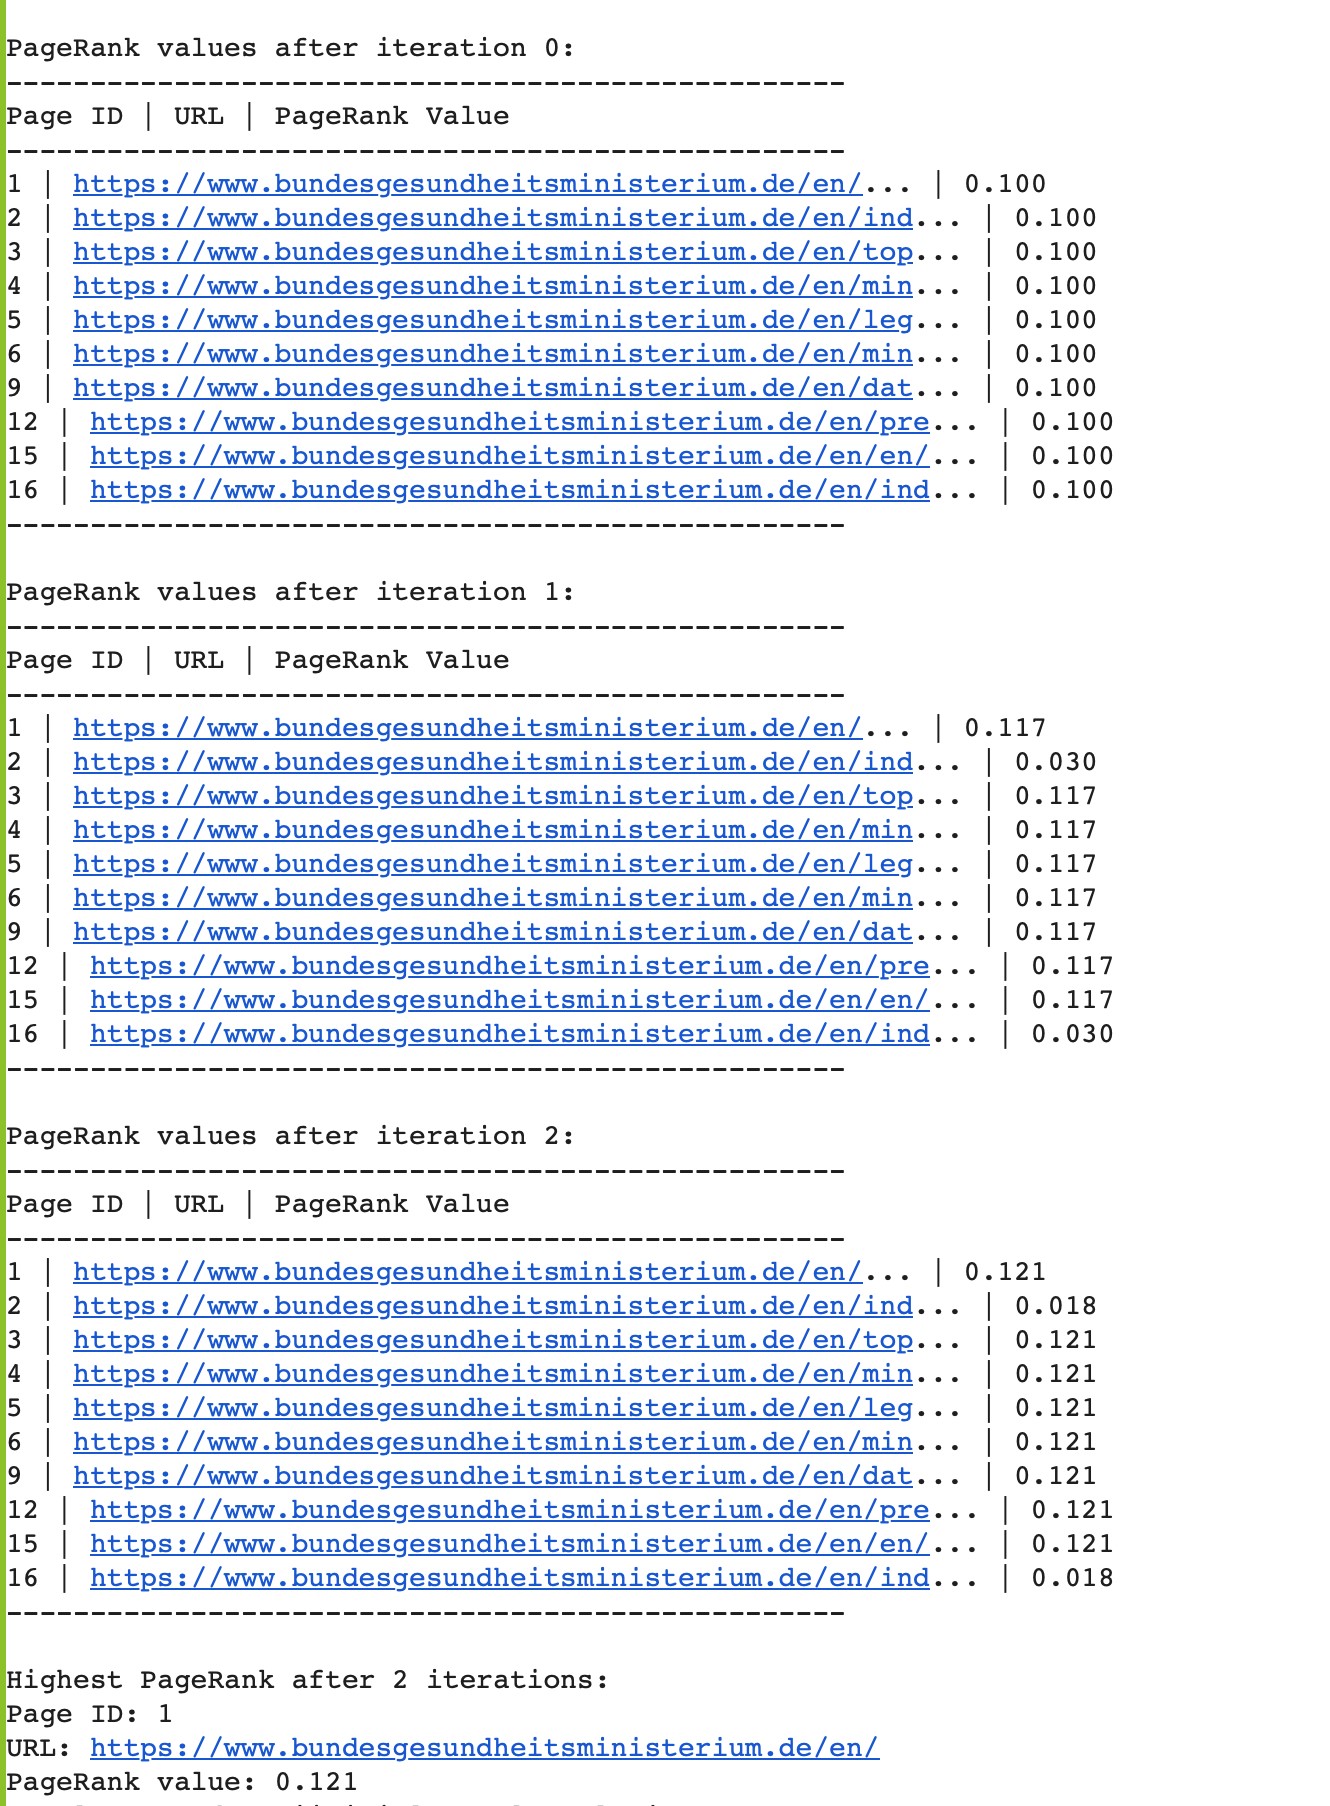 PageRank values after iteration 0:
--------------------------------------------------
Page ID | URL | PageRank Value
--------------------------------------------------
1 | https://www.bundesgesundheitsministerium.de/en/... | 0.100
2 | https://www.bundesgesundheitsministerium.de/en/ind... | 0.100
3 | https://www.bundesgesundheitsministerium.de/en/top... | 0.100
4 | https://www.bundesgesundheitsministerium.de/en/min... | 0.100
5 | https://www.bundesgesundheitsministerium.de/en/leg... | 0.100
6 | https://www.bundesgesundheitsministerium.de/en/min... | 0.100
9 | https://www.bundesgesundheitsministerium.de/en/dat... | 0.100
12 | https://www.bundesgesundheitsministerium.de/en/pre... | 0.100
15 | https://www.bundesgesundheitsministerium.de/en/en/... | 0.100
16 | https://www.bundesgesundheitsministerium.de/en/ind... | 0.100
--------------------------------------------------
PageRank values after iteration 1:
--------------------------------------------------
Page ID | URL | PageRank Value
--------------------------------------------------
1 | https://www.bundesgesundheitsministerium.de/en/... | 0.117
2 | https://www.bundesgesundheitsministerium.de/en/ind... | 0.030
3 | https://www.bundesgesundheitsministerium.de/en/top... | 0.117
4 | https://www.bundesgesundheitsministerium.de/en/min... | 0.117
5 | https://www.bundesgesundheitsministerium.de/en/leg... | 0.117
6 | https://www.bundesgesundheitsministerium.de/en/min... | 0.117
9 | https://www.bundesgesundheitsministerium.de/en/dat... | 0.117
12 | https://www.bundesgesundheitsministerium.de/en/pre... | 0.117
15 | https://www.bundesgesundheitsministerium.de/en/en/... | 0.117
16 | https://www.bundesgesundheitsministerium.de/en/ind... | 0.030
--------------------------------------------------
PageRank values after iteration 2:
--------------------------------------------------
Page ID | URL | PageRank Value
--------------------------------------------------
1 | https://www.bundesgesundheitsministerium.de/en/... | 0.121
2 | https://www.bundesgesundheitsministerium.de/en/ind... | 0.018
3 | https://www.bundesgesundheitsministerium.de/en/top... | 0.121
4 | https://www.bundesgesundheitsministerium.de/en/min... | 0.121
5 | https://www.bundesgesundheitsministerium.de/en/leg... | 0.121
6 | https://www.bundesgesundheitsministerium.de/en/min... | 0.121
9 | https://www.bundesgesundheitsministerium.de/en/dat... | 0.121
12 | https://www.bundesgesundheitsministerium.de/en/pre... | 0.121
15 | https://www.bundesgesundheitsministerium.de/en/en/... | 0.121
16 | https://www.bundesgesundheitsministerium.de/en/ind... | 0.018
--------------------------------------------------
Highest PageRank after 2 iterations:
Page ID: 1
URL: https://www.bundesgesundheitsministerium.de/en/
PageRank value: 0.121